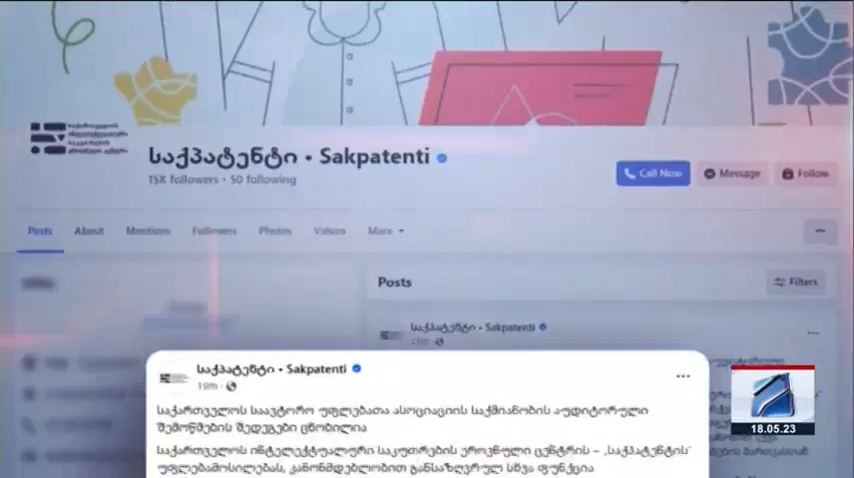 საქპატენტი • Sakpatenti
15K followers • 50 following
Call Now
Message
Follow
Posts
About
Mentions
Followers
Photos
Videos
More
Posts
Filters
საქპატენტი • Sakpatenti
საქპატენტი • Sakpatenti
19m
საქართველოს საავტორო უფლებათა ასოციაციის საქმიანობის აუდიტორული
შემოწმების შედეგები ცნობილია
საქართველოს ინტელექტუალური საკუთრების ეროვნული ცენტრის – „საქპატენტის“
უფლებამოსილებას, კანონმდებლობით განსაზღვრულ სხვა ფუნქცია
18.05.23